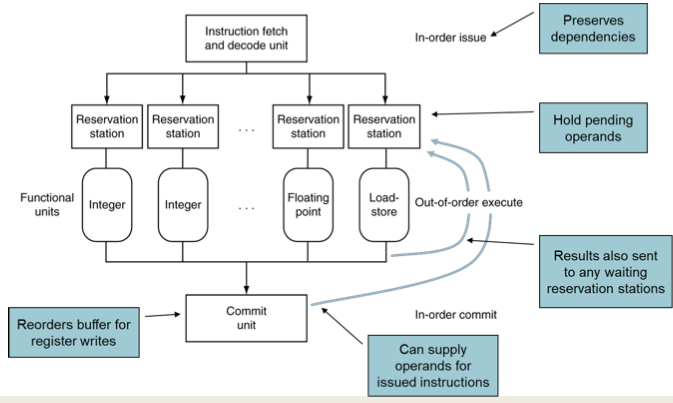 Instruction fetch
and decode unit
In-order issue
Preserves
dependencies
Reservation
station
Reservation
station
...
Reservation
station
Reservation
station
Hold pending
operands
Functional
units
Integer
Integer
...
Floating
point
Load-
store
Out-of-order execute
Results also sent
to any waiting
reservation stations
Reorders buffer for
register writes
Commit
unit
In-order commit
Can supply
operands for
issued instructions